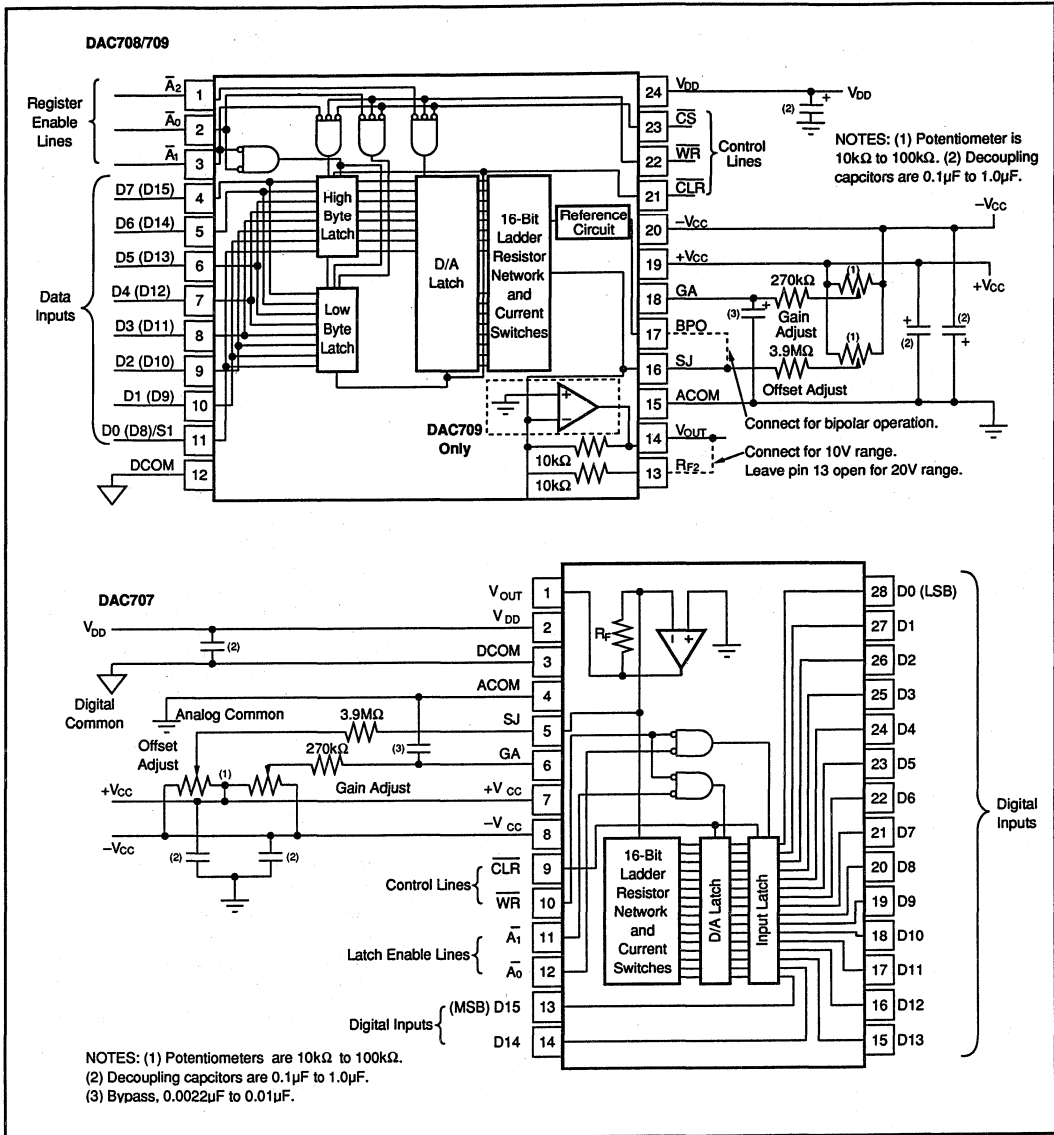 DAC708/709
Register
Enable
Lines
A̅2
A̅0
A̅1
1
2
3
Data
Inputs
D7 (D15)
D6 (D14)
D5 (D13)
D4 (D12)
D3 (D11)
D2 (D10)
D1 (D9)
D0 (D8)/S1
DCOM
4
5
6
7
8
9
10
11
12
High
Byte
Latch
Low
Byte
Latch
D/A
Latch
16-Bit
Ladder
Resistor
Network
and
Current
Switches
Reference
Circuit
DAC709
Only
+
−
10kΩ
10kΩ
24 VDD
23 C̅S̅
22 W̅R̅
21 C̅L̅R̅
20 −VCC
19 +VCC
18 GA
17 BPO
16 SJ
15 ACOM
14 VOUT
13 RF2
Control
Lines
(2)
+
VDD
NOTES: (1) Potentiometer is
10kΩ to 100kΩ. (2) Decoupling
capcitors are 0.1µF to 1.0µF.
−VCC
+VCC
270kΩ
(1)
(3)
+
Gain
Adjust
3.9MΩ
(1)
Offset Adjust
+
(2)
(2)
+
Connect for bipolar operation.
Connect for 10V range.
Leave pin 13 open for 20V range.
DAC707
VDD
(2)
Digital
Common
Analog Common
3.9MΩ
Offset
Adjust
270kΩ
(3)
(1)
Gain Adjust
+VCC
−VCC
(2)
(2)
VOUT 1
V DD 2
DCOM 3
ACOM 4
SJ 5
GA 6
+V CC 7
−V CC 8
C̅L̅R̅ 9
W̅R̅ 10
A̅1 11
A̅0 12
(MSB) D15 13
D14 14
Control Lines
Latch Enable Lines
Digital Inputs
RF
− +
16-Bit
Ladder
Resistor
Network
and
Current
Switches
D/A Latch
Input Latch
28 D0 (LSB)
27 D1
26 D2
25 D3
24 D4
23 D5
22 D6
21 D7
20 D8
19 D9
18 D10
17 D11
16 D12
15 D13
Digital
Inputs
NOTES: (1) Potentiometers are 10kΩ to 100kΩ.
(2) Decoupling capcitors are 0.1µF to 1.0µF.
(3) Bypass, 0.0022µF to 0.01µF.